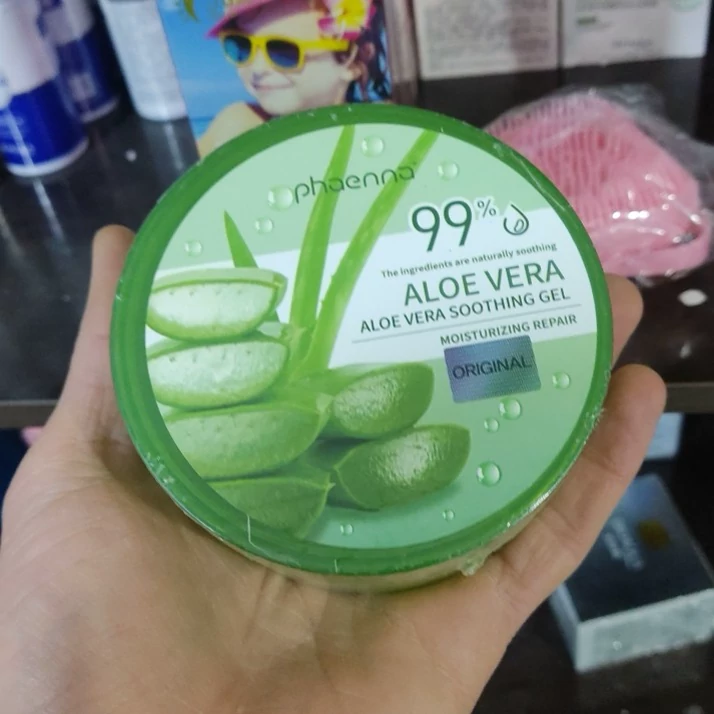 phaenna
99%
The ingredients are naturally soothing
ALOE VERA
ALOE VERA SOOTHING GEL
MOISTURIZING REPAIR
ORIGINAL